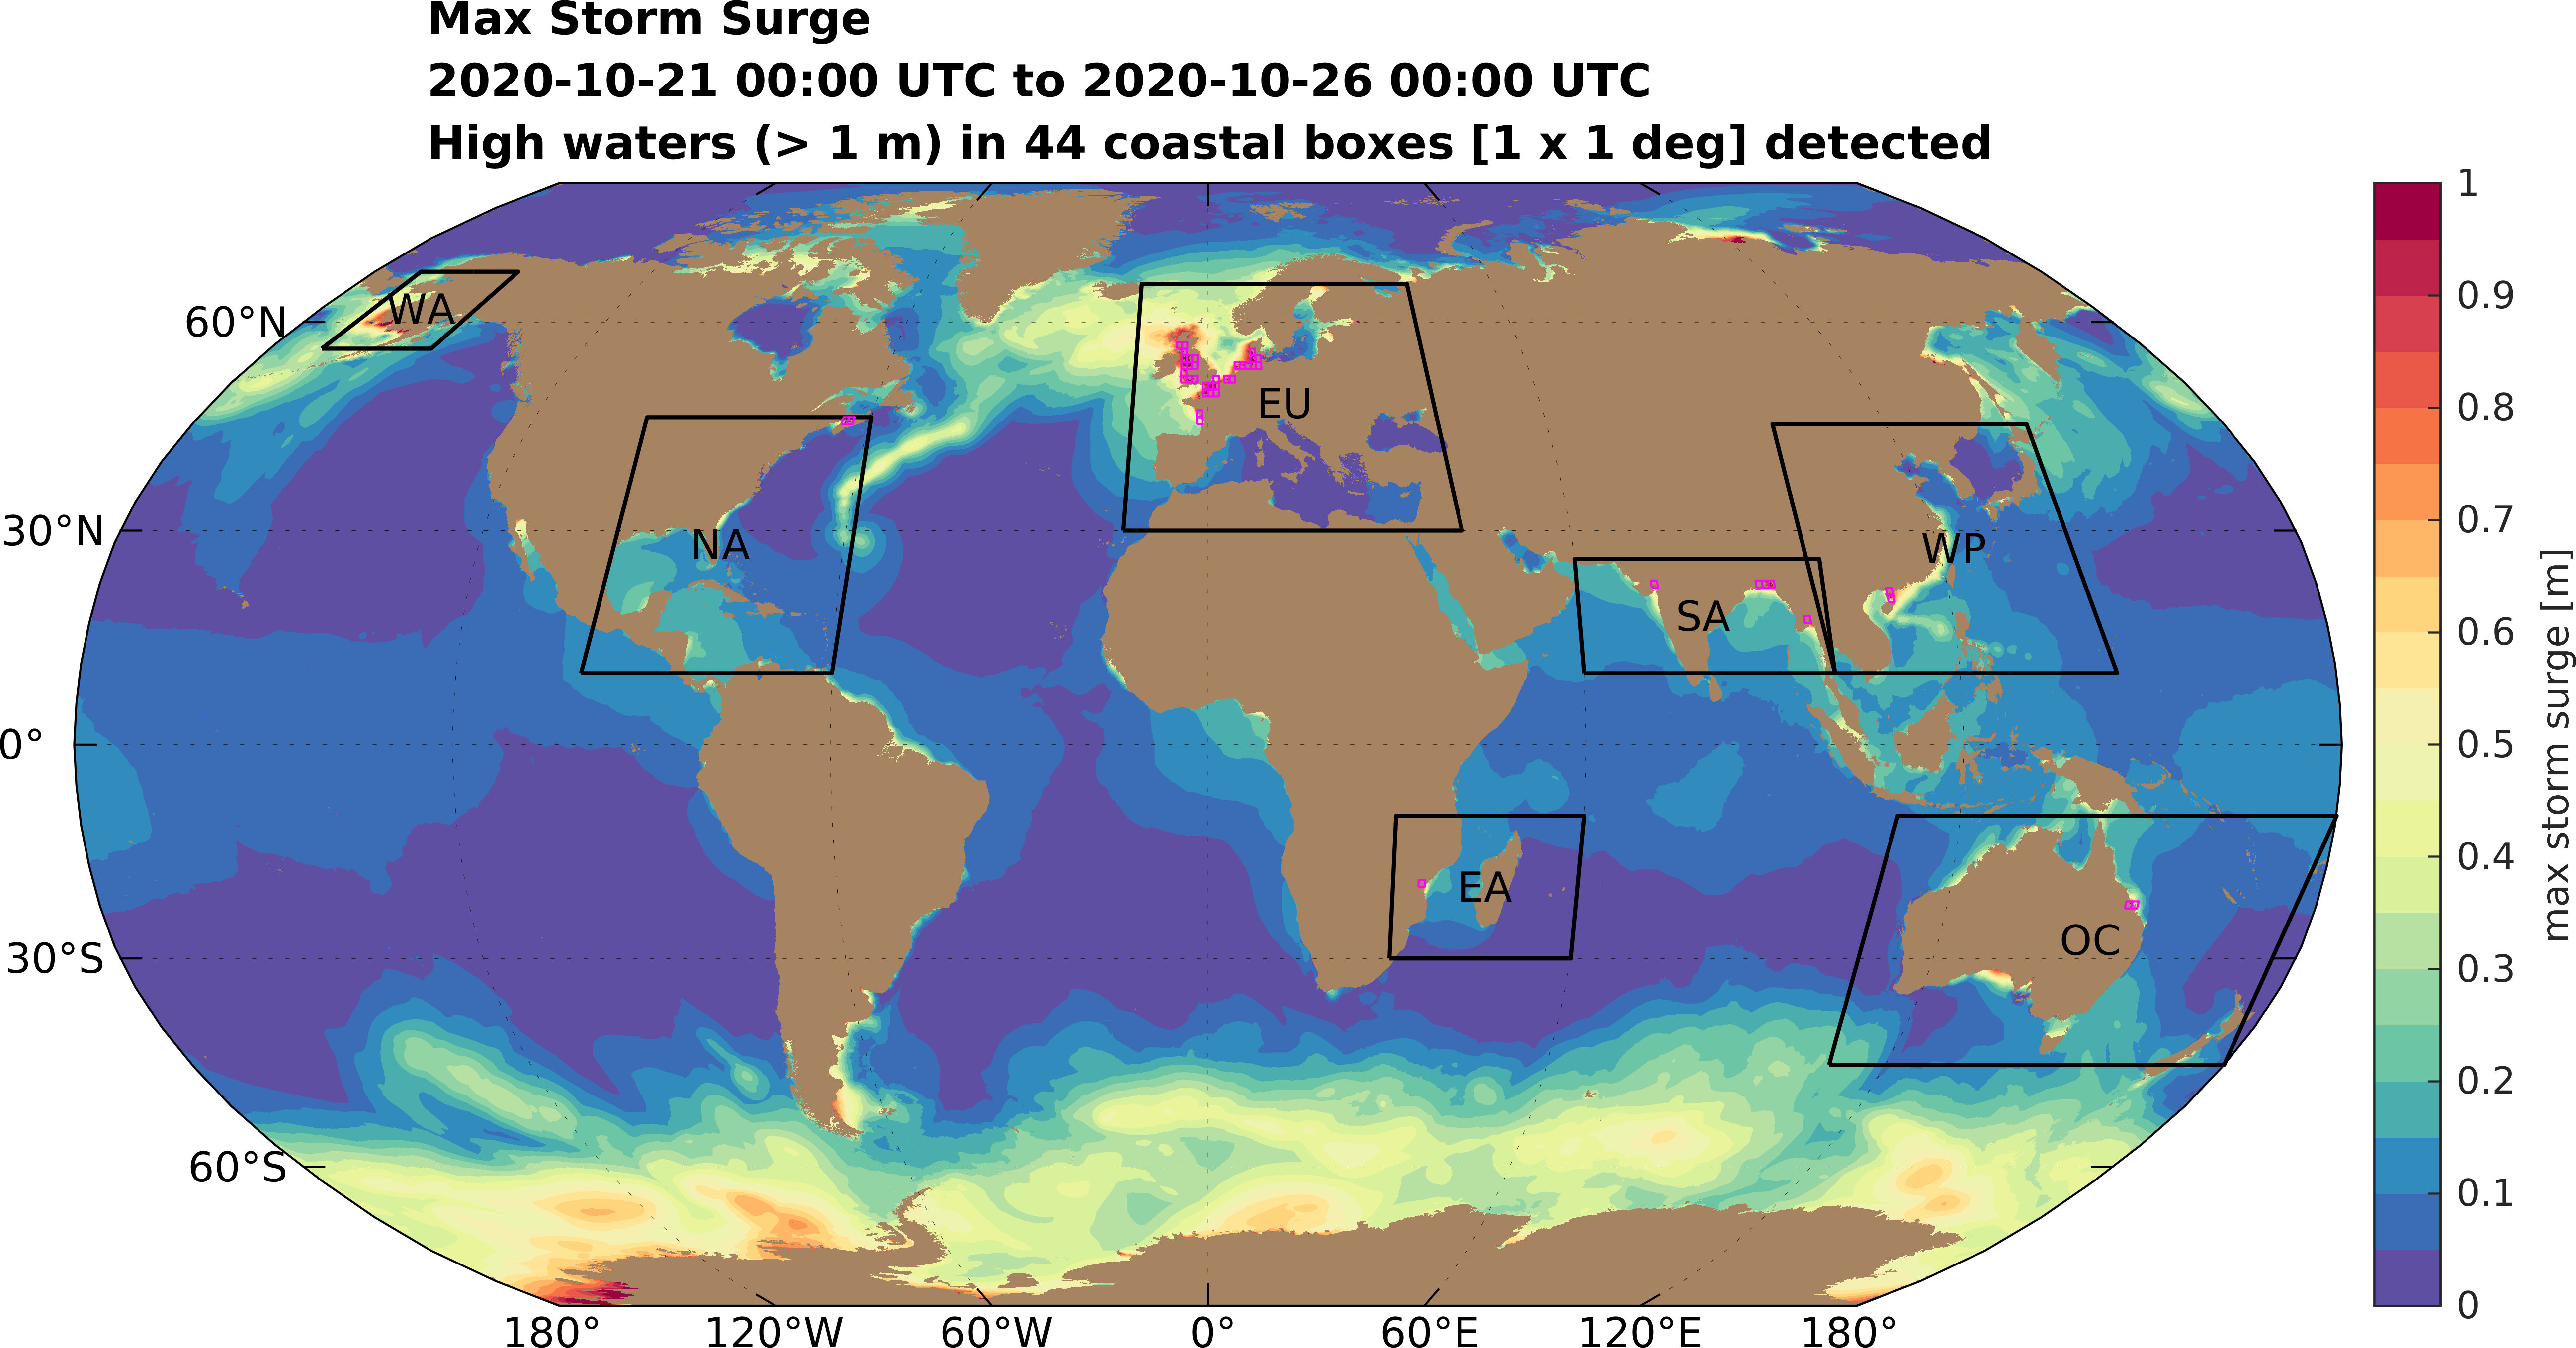 Max Storm Surge
2020-10-21 00:00 UTC to 2020-10-26 00:00 UTC
High waters (> 1 m) in 44 coastal boxes [1 x 1 deg] detected
60°N
30°N
0°
30°S
60°S
WA
NA
EU
SA
WP
EA
OC
180°
120°W
60°W
0°
60°E
120°E
180°
1
0.9
0.8
0.7
0.6
0.5
0.4
0.3
0.2
0.1
0
max storm surge [m]